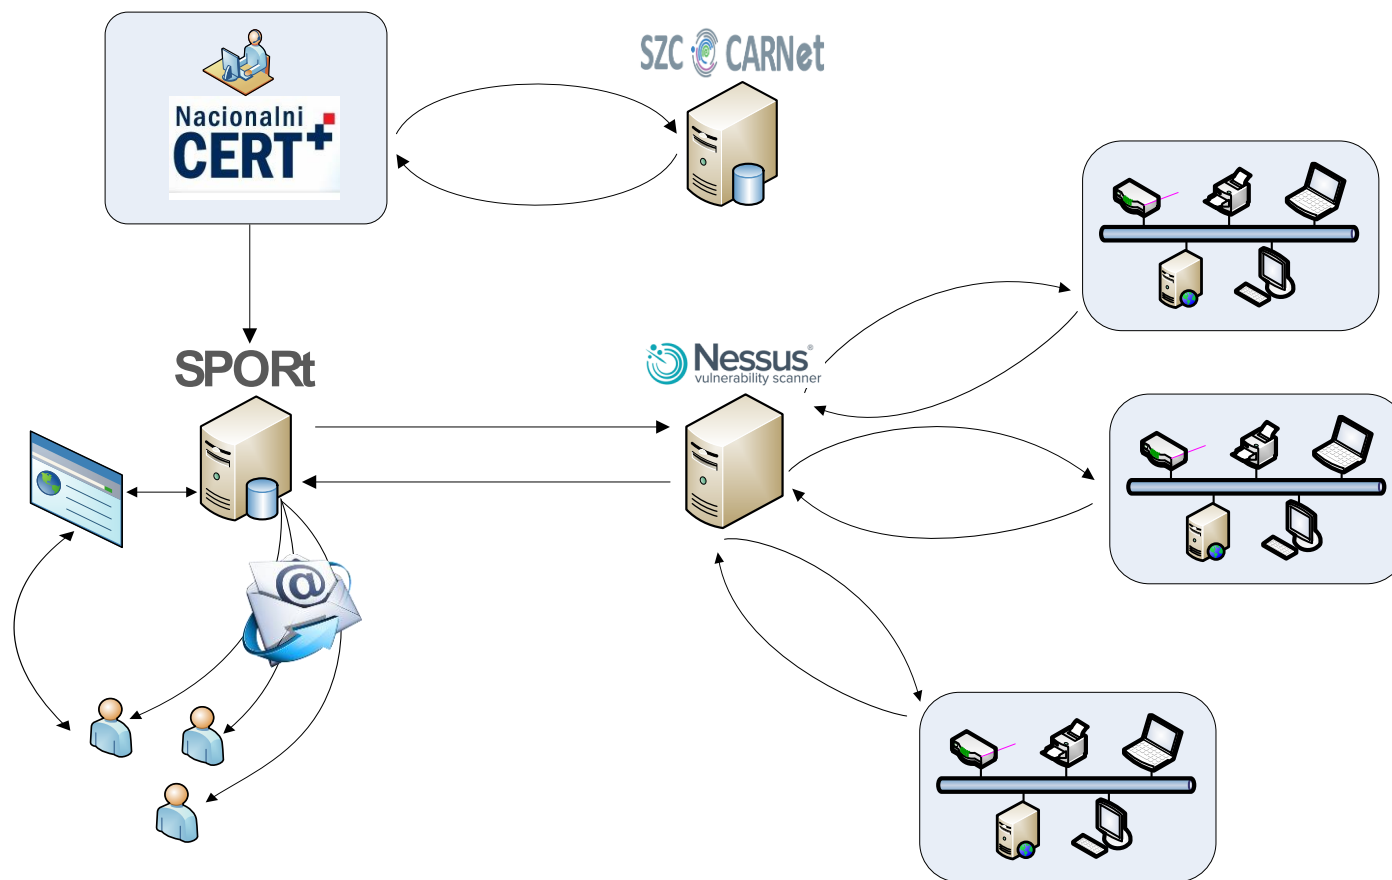 SZC CARNet
Nacionalni
CERT+
SPORt
Nessus®
vulnerability scanner
@